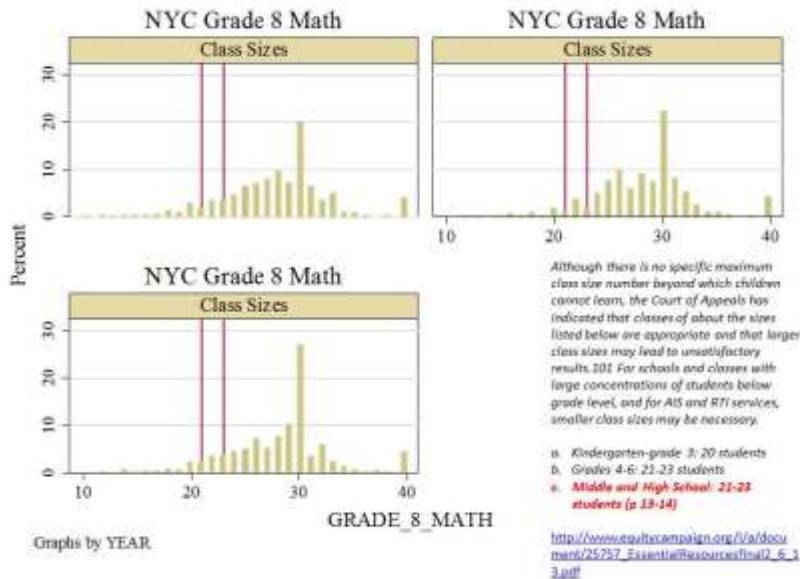 NYC Grade 8 Math
Class Sizes
NYC Grade 8 Math
Class Sizes
Percent
30
20
10
0
10
20
30
40
NYC Grade 8 Math
Class Sizes
30
20
10
0
10
20
30
40
GRADE_8_MATH
Graphs by YEAR
Although there is no specific maximum
class size number beyond which children
cannot learn, the Court of Appeals has
indicated that classes of about the sizes
listed below are appropriate and that larger
class sizes may lead to unsatisfactory
results.101 For schools and classes with
large concentrations of students below
grade level, and for AIS and RTI services,
smaller class sizes may be necessary.
a. Kindergarten-grade 3: 20 students
b. Grades 4-6: 21-23 students
c. Middle and High School: 21-23
students (p 13-14)
http://www.equitycampaign.org/i/a/docu
ment/25757_EssentialResourcesfinal2_6_1
3.pdf